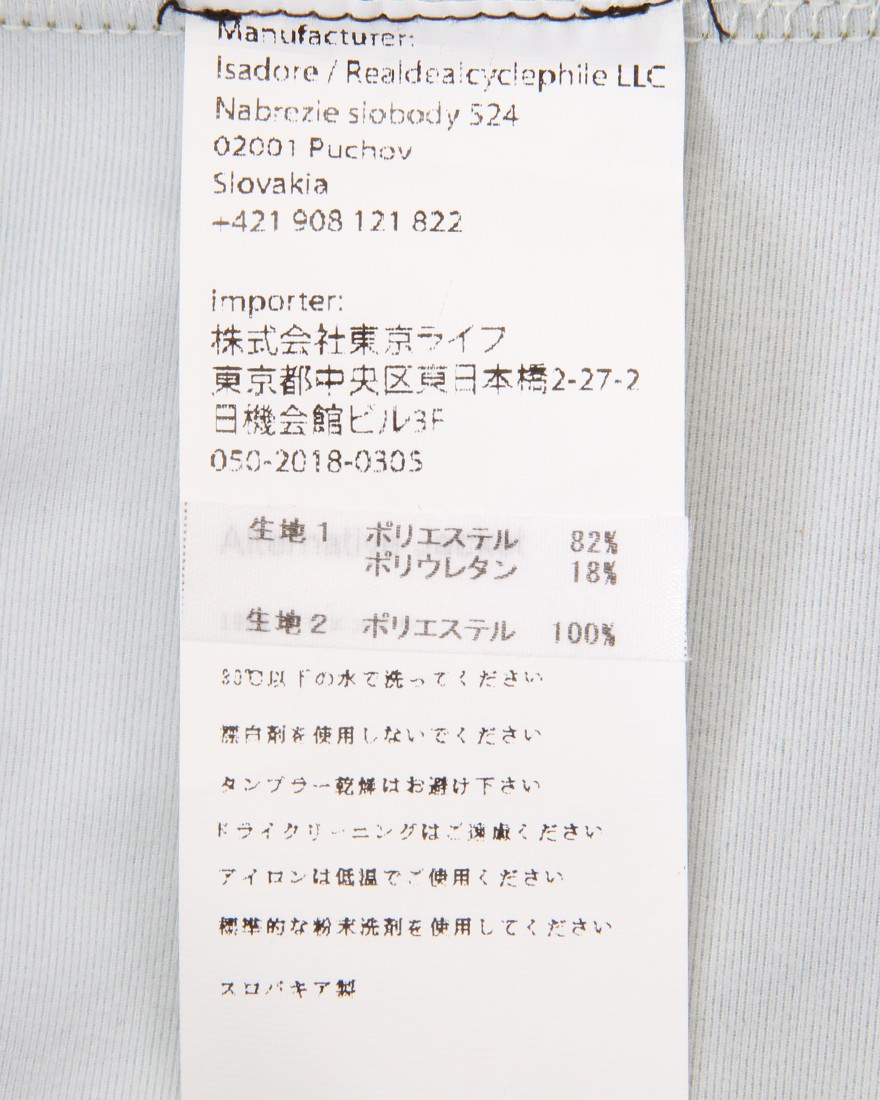 Manufacturer:
Isadore / Realdealcyclephile LLC
Nabrezie slobody 524
02001 Puchov
Slovakia
+421 908 121 822
importer:
株式会社東京ライフ
東京都中央区東日本橋2-27-2
日機会館ビル3F
050-2018-0305
生地1 ポリエステル 82%
ポリウレタン 18%
生地2 ポリエステル 100%
30℃以下の水で洗ってください
漂白剤を使用しないでください
タンブラー乾燥はお避け下さい
ドライクリーニングはご遠慮ください
アイロンは低温でご使用ください
標準的な粉末洗剤を使用してください
スロバキア製